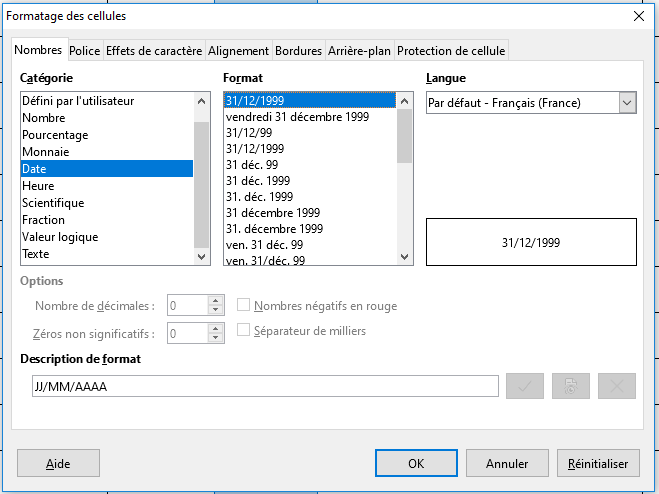 Formatage des cellules
Nombres Police Effets de caractère Alignement Bordures Arrière-plan Protection de cellule
Catégorie
Défini par l'utilisateur
Nombre
Pourcentage
Monnaie
Date
Heure
Scientifique
Fraction
Valeur logique
Texte
Format
31/12/1999
vendredi 31 décembre 1999
31/12/99
31/12/1999
31 déc. 99
31 déc. 1999
31. déc. 1999
31 décembre 1999
31. décembre 1999
ven. 31 déc. 99
ven. 31/déc. 99
Langue
Par défaut - Français (France)
31/12/1999
Options
Nombre de décimales : 0
Nombres négatifs en rouge
Zéros non significatifs : 0
Séparateur de milliers
Description de format
JJ/MM/AAAA
Aide
OK
Annuler
Réinitialiser